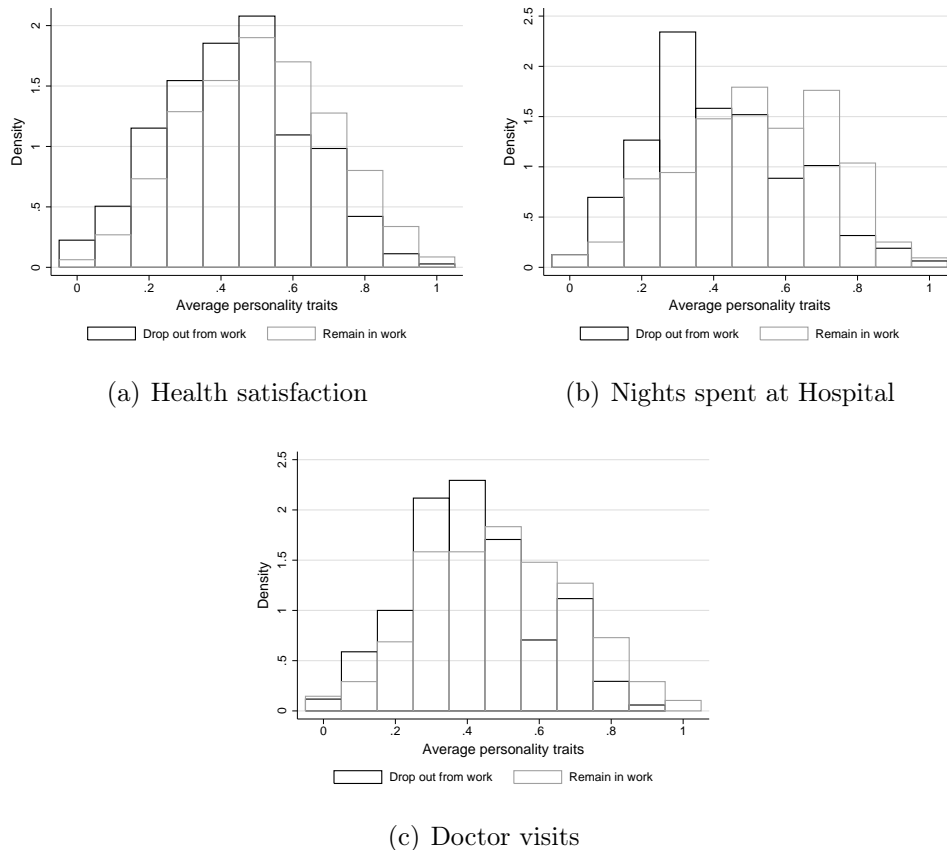 2
1.5
1
.5
0
Density
0 .2 .4 .6 .8 1
Average personality traits
Drop out from work Remain in work
(a) Health satisfaction
2.5
2
1.5
1
.5
0
Density
0 .2 .4 .6 .8 1
Average personality traits
Drop out from work Remain in work
(b) Nights spent at Hospital
2.5
2
1.5
1
.5
0
Density
0 .2 .4 .6 .8 1
Average personality traits
Drop out from work Remain in work
(c) Doctor visits